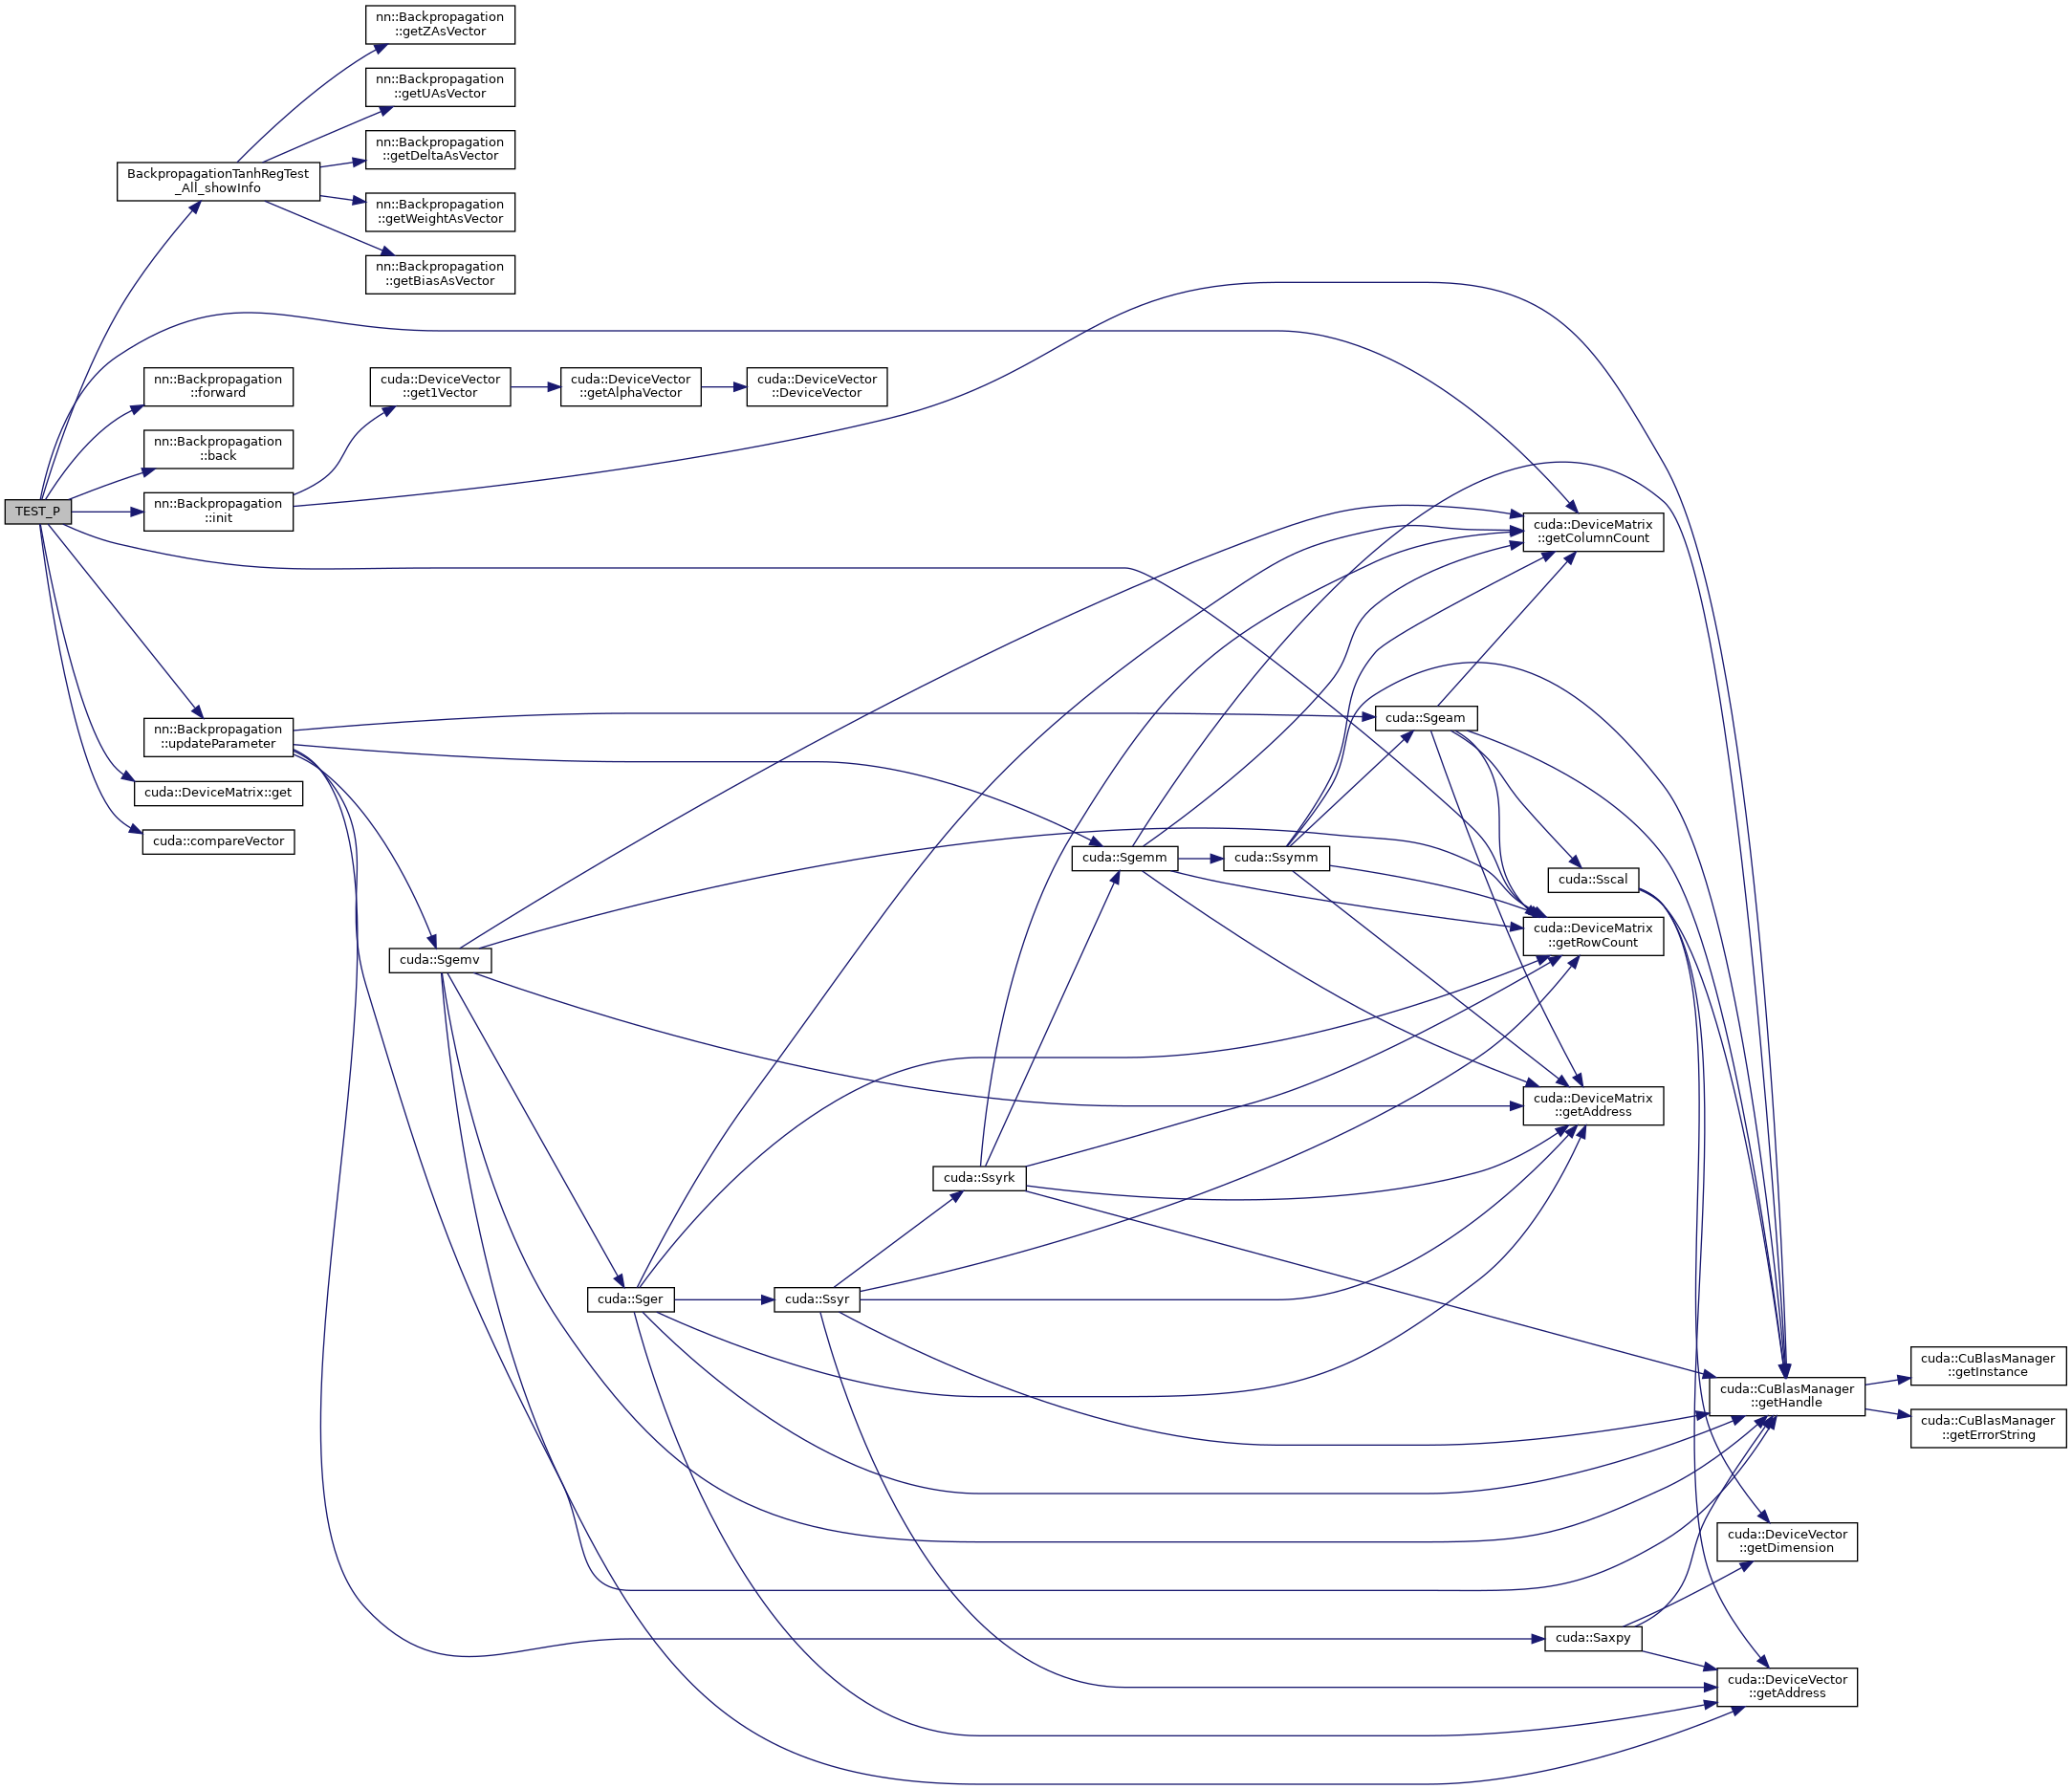 nn::Backpropagation
::getZAsVector
nn::Backpropagation
::getUAsVector
nn::Backpropagation
::getDeltaAsVector
BackpropagationTanhRegTest
_All_showInfo
nn::Backpropagation
::getWeightAsVector
nn::Backpropagation
::getBiasAsVector
nn::Backpropagation
::forward
cuda::DeviceVector
::get1Vector
cuda::DeviceVector
::getAlphaVector
cuda::DeviceVector
::DeviceVector
nn::Backpropagation
::back
TEST_P
nn::Backpropagation
::init
cuda::DeviceMatrix
::getColumnCount
nn::Backpropagation
::updateParameter
cuda::Sgeam
cuda::DeviceMatrix::get
cuda::compareVector
cuda::Sgemm
cuda::Ssymm
cuda::Sscal
cuda::DeviceMatrix
::getRowCount
cuda::Sgemv
cuda::DeviceMatrix
::getAddress
cuda::Ssyrk
cuda::Sger
cuda::Ssyr
cuda::CuBlasManager
::getInstance
cuda::CuBlasManager
::getHandle
cuda::CuBlasManager
::getErrorString
cuda::DeviceVector
::getDimension
cuda::Saxpy
cuda::DeviceVector
::getAddress